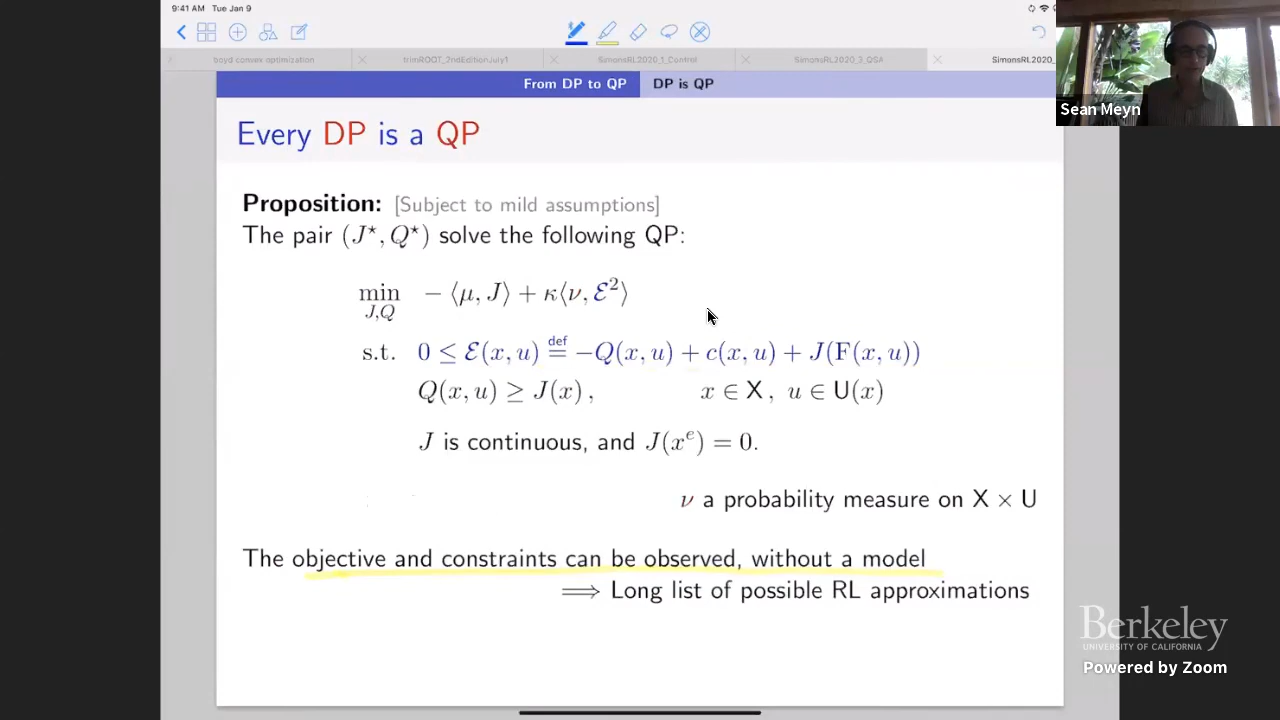 9:41 AM Tue Jan 9
boyd convex optimization
trimROOT_2ndEditionJuly1
SimonsRL2020_1_Control
SimonsRL2020_3_QSA
SimonsRL2020_
From DP to QP
DP is QP
Sean Meyn
Every DP is a QP
Proposition: [Subject to mild assumptions]
The pair (J⋆, Q⋆) solve the following QP:
min − ⟨μ, J⟩ + κ⟨ν, ℰ²⟩
J,Q
s.t. 0 ≤ ℰ(x, u) def= −Q(x, u) + c(x, u) + J(F(x, u))
Q(x, u) ≥ J(x) , x ∈ X , u ∈ U(x)
J is continuous, and J(xᵉ) = 0.
ν a probability measure on X × U
The objective and constraints can be observed, without a model
⟹ Long list of possible RL approximations
Berkeley
UNIVERSITY OF CALIFORNIA
Powered by Zoom